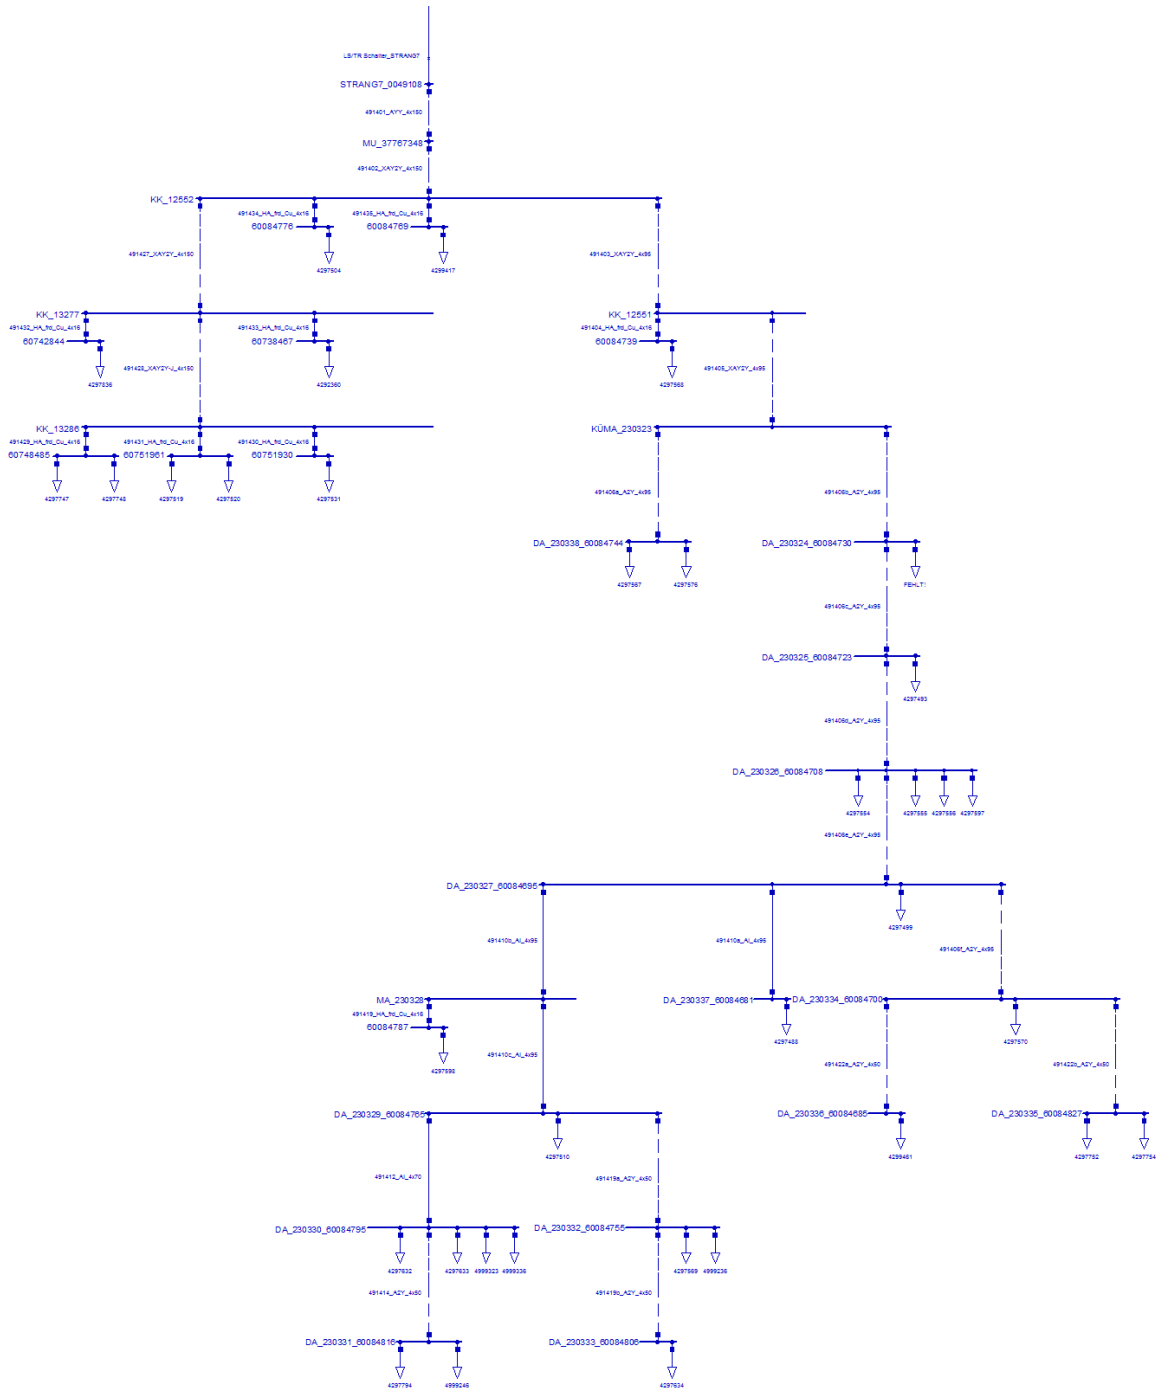 LS/TR Schalter_STRANG7
STRANG7_0049108
491401_AYY_4x150
MU_37767348
491402_XAY2Y_4x150
KK_12552
491434_HA_frd_Cu_4x16
491435_HA_frd_Cu_4x16
60084776
60084769
491427_XAY2Y_4x150
491403_XAY2Y_4x95
4297504
4299417
KK_13277
KK_12551
491432_HA_frd_Cu_4x16
491433_HA_frd_Cu_4x16
491404_HA_frd_Cu_4x16
60742844
60738467
60084739
491428_XAY2Y-J_4x150
491405_XAY2Y_4x95
4297836
4292360
4297568
KK_13286
KÜMA_230323
491429_HA_frd_Cu_4x16
491431_HA_frd_Cu_4x16
491430_HA_frd_Cu_4x16
60748485
60751961
60751930
4297747
4297748
4297519
4297520
4297531
491406a_A2Y_4x95
491406b_A2Y_4x95
DA_230338_60084744
DA_230324_60084730
4297567
4297576
FEHLT!
491406c_A2Y_4x95
DA_230325_60084723
4297493
491406d_A2Y_4x95
DA_230326_60084708
4297554
4297555
4297556
4297597
491406e_A2Y_4x95
DA_230327_60084695
4297499
491410b_Al_4x95
491410a_Al_4x95
491406f_A2Y_4x95
MA_230328
DA_230337_60084681
DA_230334_60084700
491413_HA_frd_Cu_4x16
60084787
4297488
4297570
491410c_Al_4x95
4297598
491422a_A2Y_4x50
491422b_A2Y_4x50
DA_230329_60084765
DA_230336_60084685
DA_230335_60084827
4297510
4299451
4297752
4297754
491412_Al_4x70
491419a_A2Y_4x50
DA_230330_60084795
DA_230332_60084755
4297632
4297633
4999323
4999336
4297569
4999236
491414_A2Y_4x50
491419b_A2Y_4x50
DA_230331_60084816
DA_230333_60084806
4297794
4999246
4297634